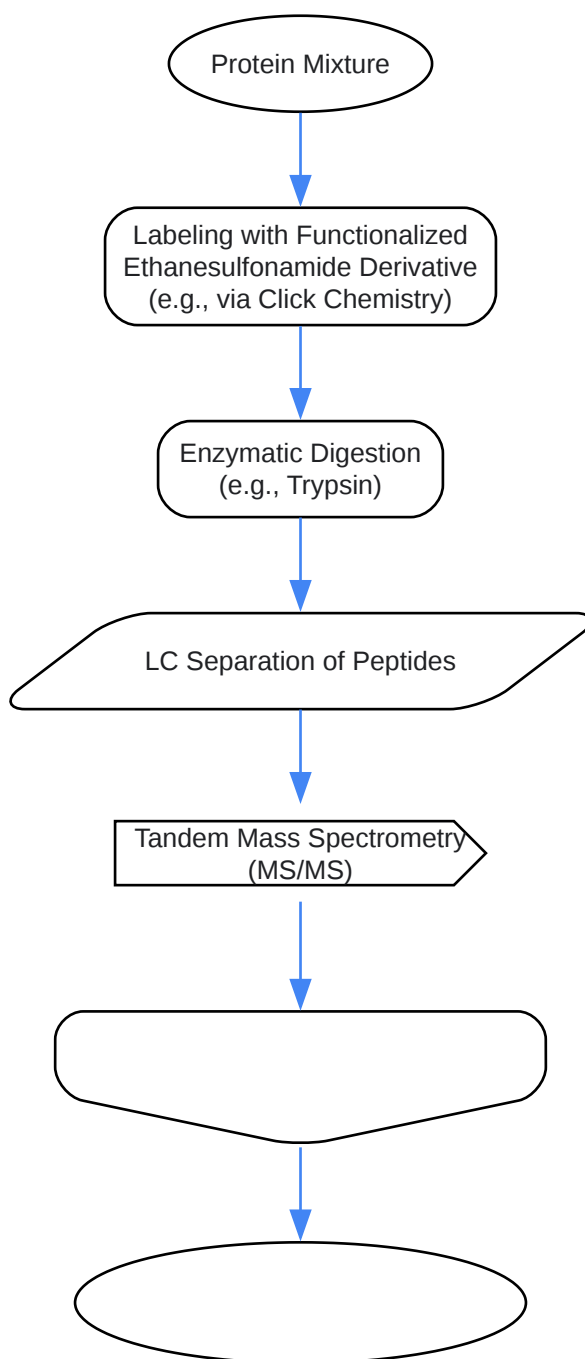 Protein Mixture
Labeling with Functionalized
Ethanesulfonamide Derivative
(e.g., via Click Chemistry)
Enzymatic Digestion
(e.g., Trypsin)
LC Separation of Peptides
Tandem Mass Spectrometry
(MS/MS)